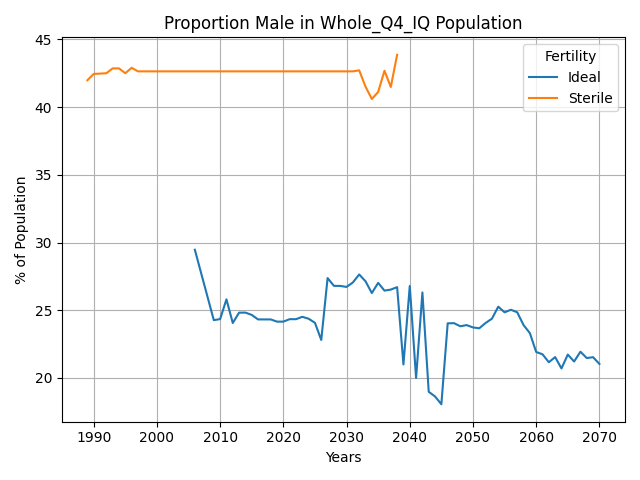 Proportion Male in Whole_Q4_IQ Population
% of Population
45
40
35
30
25
20
Fertility
Ideal
Sterile
1990 2000 2010 2020 2030 2040 2050 2060 2070
Years